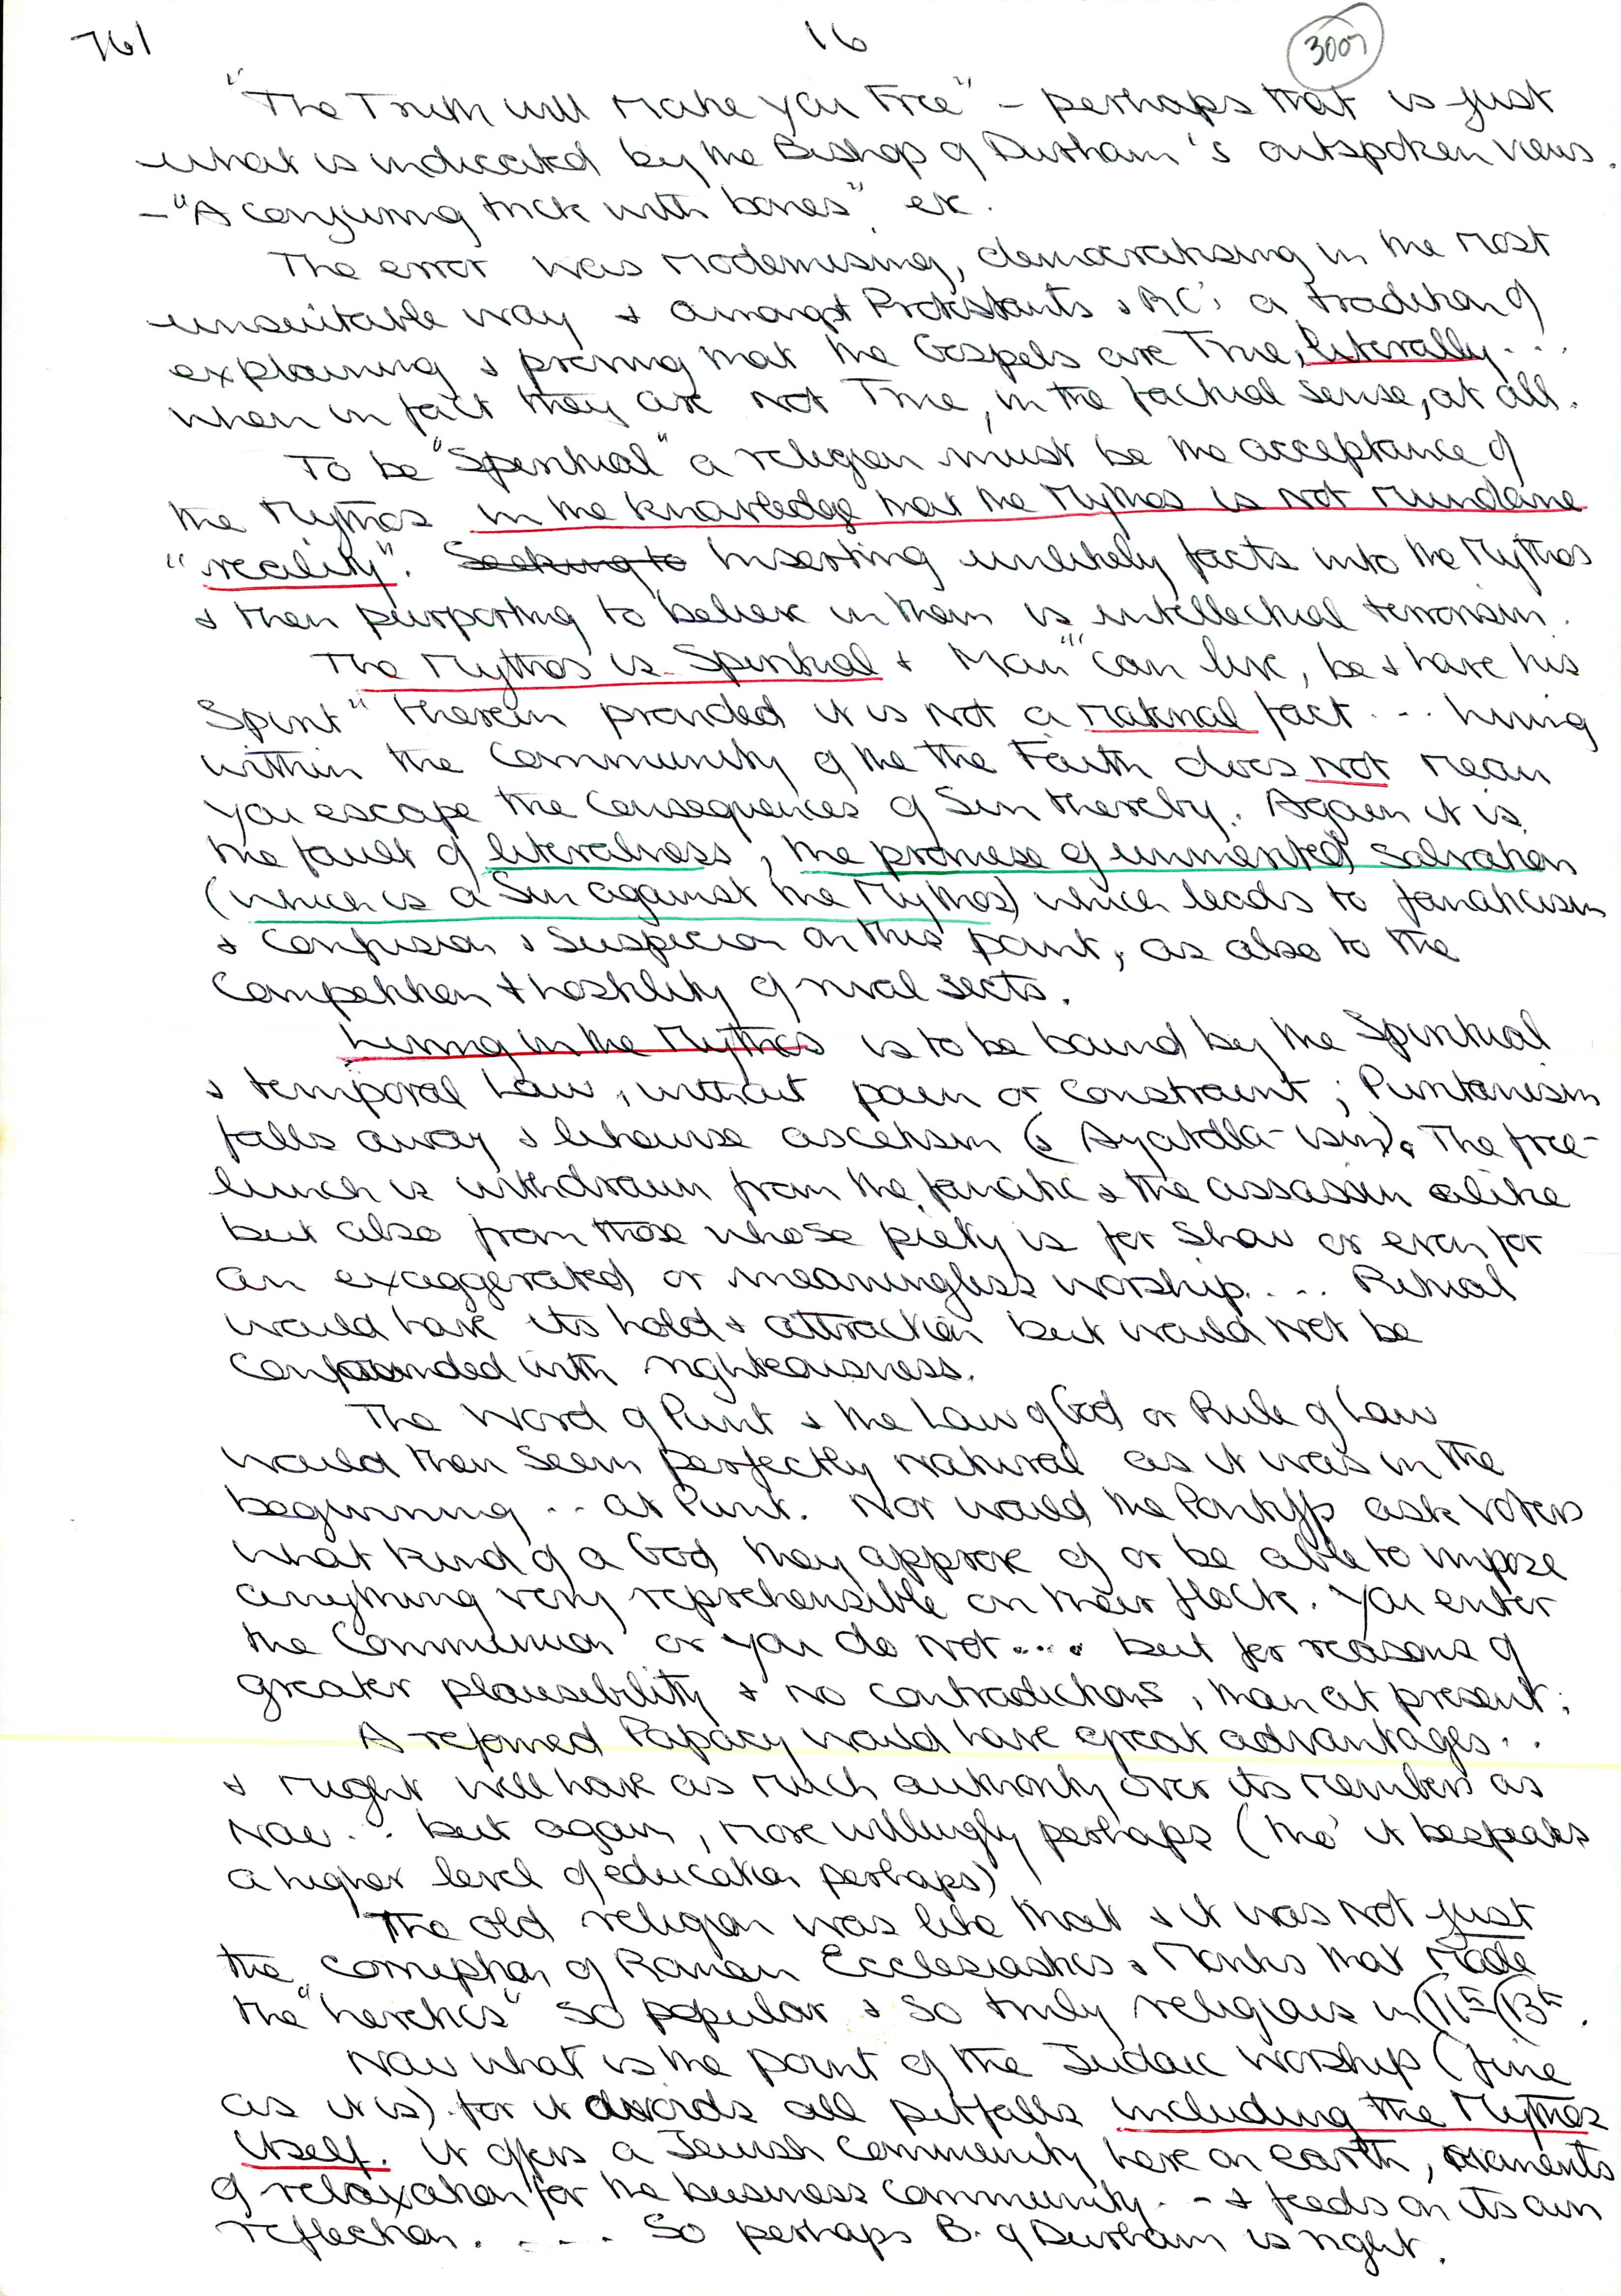 761 16 3007
"The Truth will Make you Free" – perhaps that is just
what is indicated by the Bishop of Durham's outspoken views.
– "A conjuring trick with bones" etc.
The error was Modernising, democratising in the most
unsuitable way & amongst Protistants & RC's a tradition of
explaining & proving that the Gospels are True, literally...
when in fact they are not True, in the factual sense, at all.
To be "Spiritual" a religion must be the acceptance of
the Mythos in the knowledge that the Mythos is not Mundane
"reality". Seeking to Inserting unlikely facts into the Mythos
& then purporting to believe in them is intellectual terrorism.
The Mythos is Spiritual & Man "can live, be & have his
Spirit" therein provided it is not a material fact... living
within the Community of the the Faith does not mean
you escape the Consequences of Sin thereby. Again it is
the fault of literalness, the promise of unmerited salvation
(which is a Sin against the Mythos) which leads to fanaticism
& Confusion & Suspicion on this point, as also to the
Competition & hostility of rival sects.
Living in the Mythos is to be bound by the Spiritual
& temporal Law, without pain or constraint; Puritanism
falls away & likewise ascetism (& Ayatolla-ism). The free-
lunch is withdrawn from the fanatic & the assassin alike
but also from those whose piety is for show or even for
an exaggerated or meaningless worship.... Ritual
would have its hold & attraction but would not be
confounded with righteousness.
The Word of Punt & the Law of God or Rule of Law
would then seem perfectly natural as it was in the
beginning... at Punt. Nor would the Pontiffs ask voters
what kind of a God they approve of or be able to impose
anything very reprehensible on their flock. You enter
the Communion or you do not.... but for reasons of
greater plausibility & no contradictions, than at present;
A reformed Papacy would have great advantages..
& might well have as much authority over its members as
now... but again, more willingly perhaps (tho' it bespeaks
a higher level of education perhaps)
The old religion was like that & it was not just
the corruption of Roman Ecclesiastics & Monks that made
the "heretics" so popular & so truly religious in (11th (13th.
Now what is the point of the Judaic Worship (fine
as it is) for it avoids all pitfalls including the Mythos
itself. It offers a Jewish Community here on earth, moments
of relaxation for the business community.. – & feeds on its own
reflection..... So perhaps B. of Durham is right.